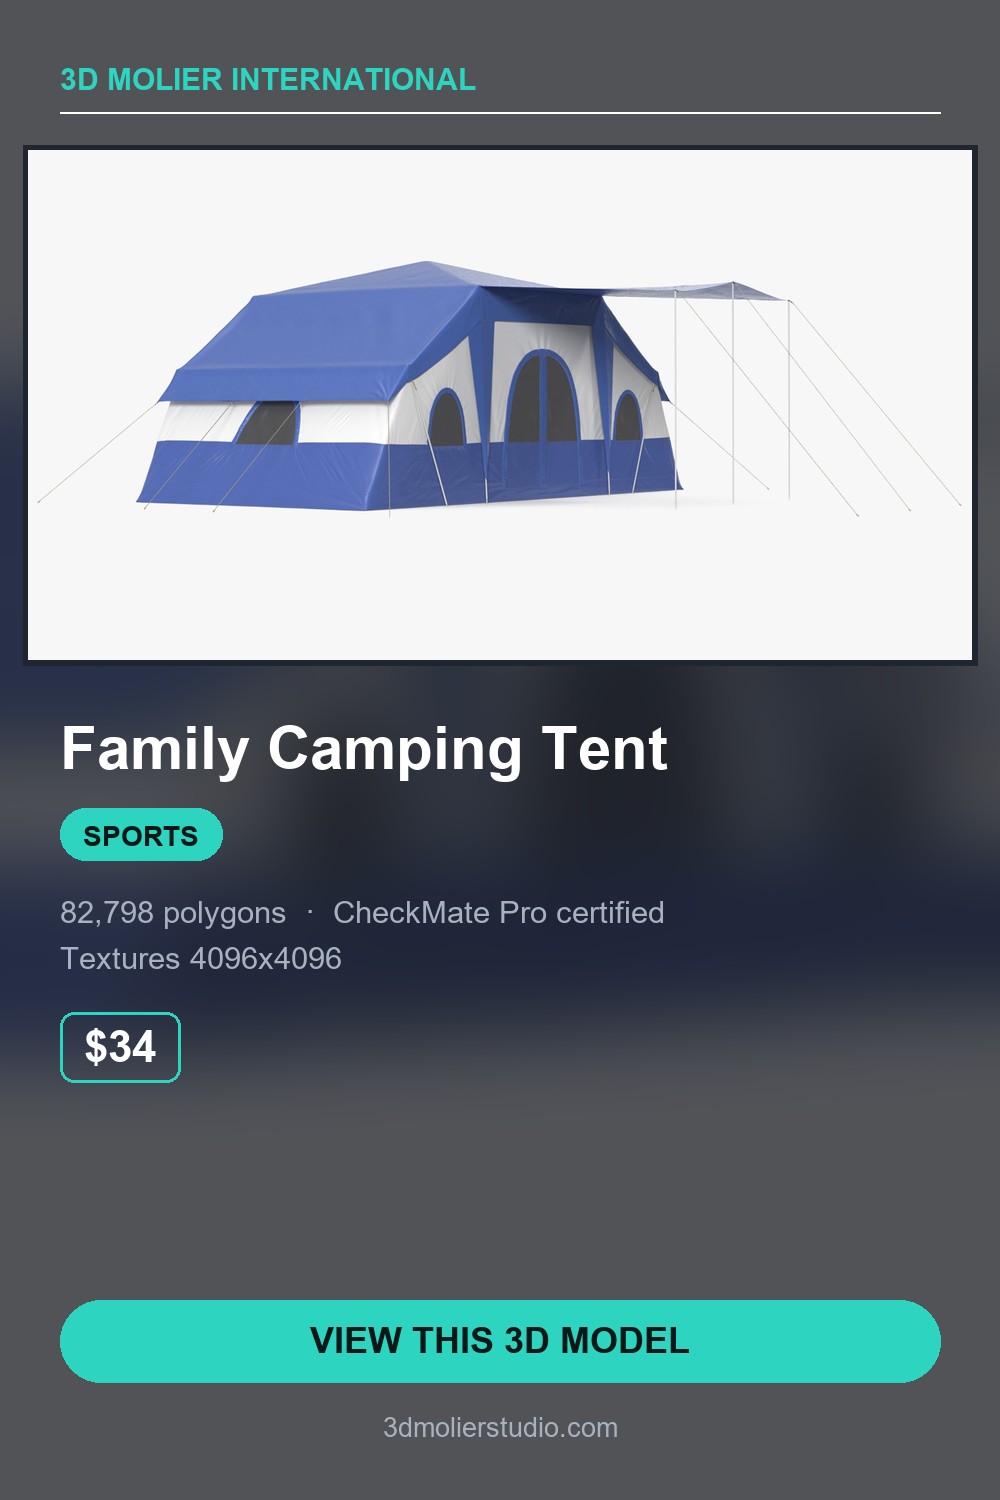 3D MOLIER INTERNATIONAL
Family Camping Tent
SPORTS
82,798 polygons · CheckMate Pro certified
Textures 4096x4096
$34
VIEW THIS 3D MODEL
3dmolierstudio.com